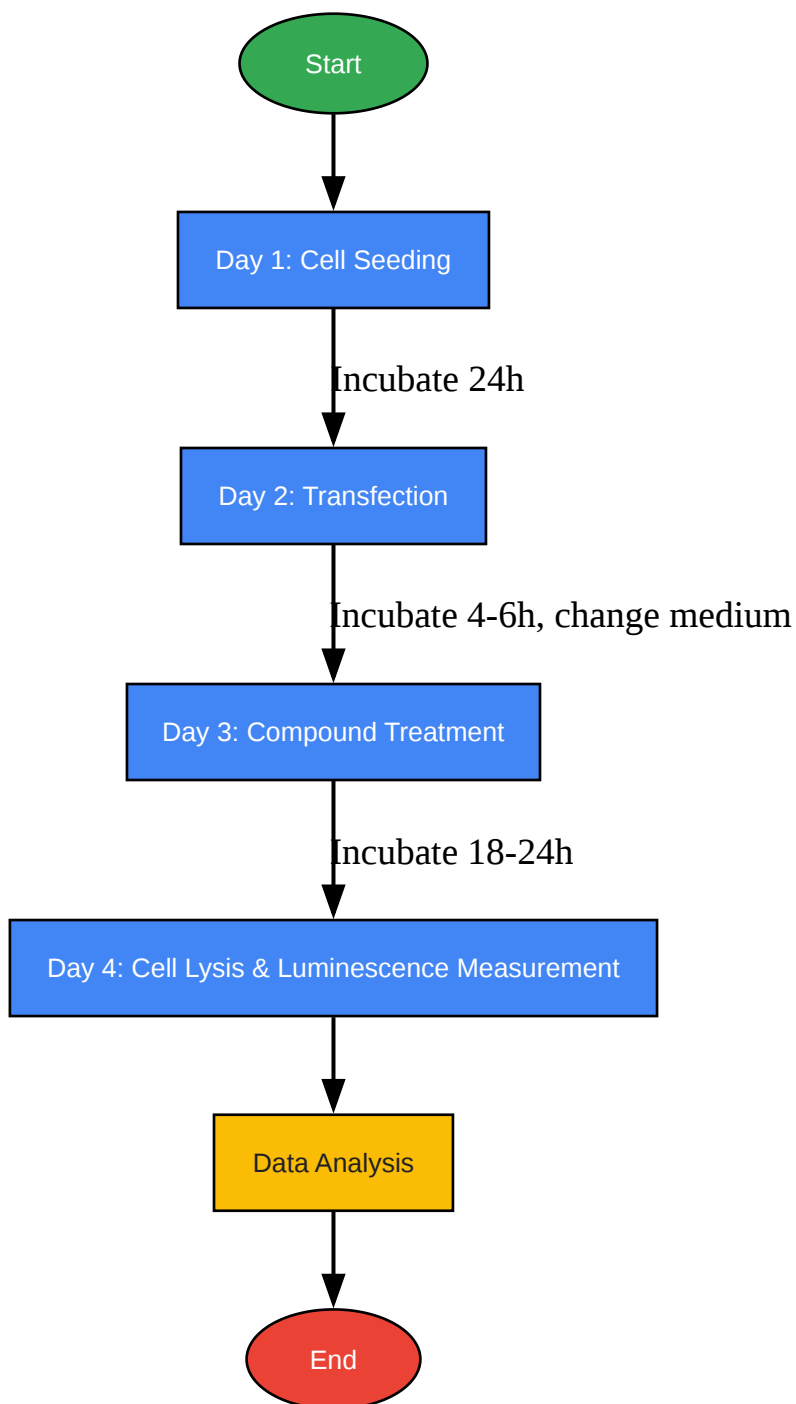 Start
Day 1: Cell Seeding
Incubate 24h
Day 2: Transfection
Incubate 4-6h, change medium
Day 3: Compound Treatment
Incubate 18-24h
Day 4: Cell Lysis & Luminescence Measurement
Data Analysis
End